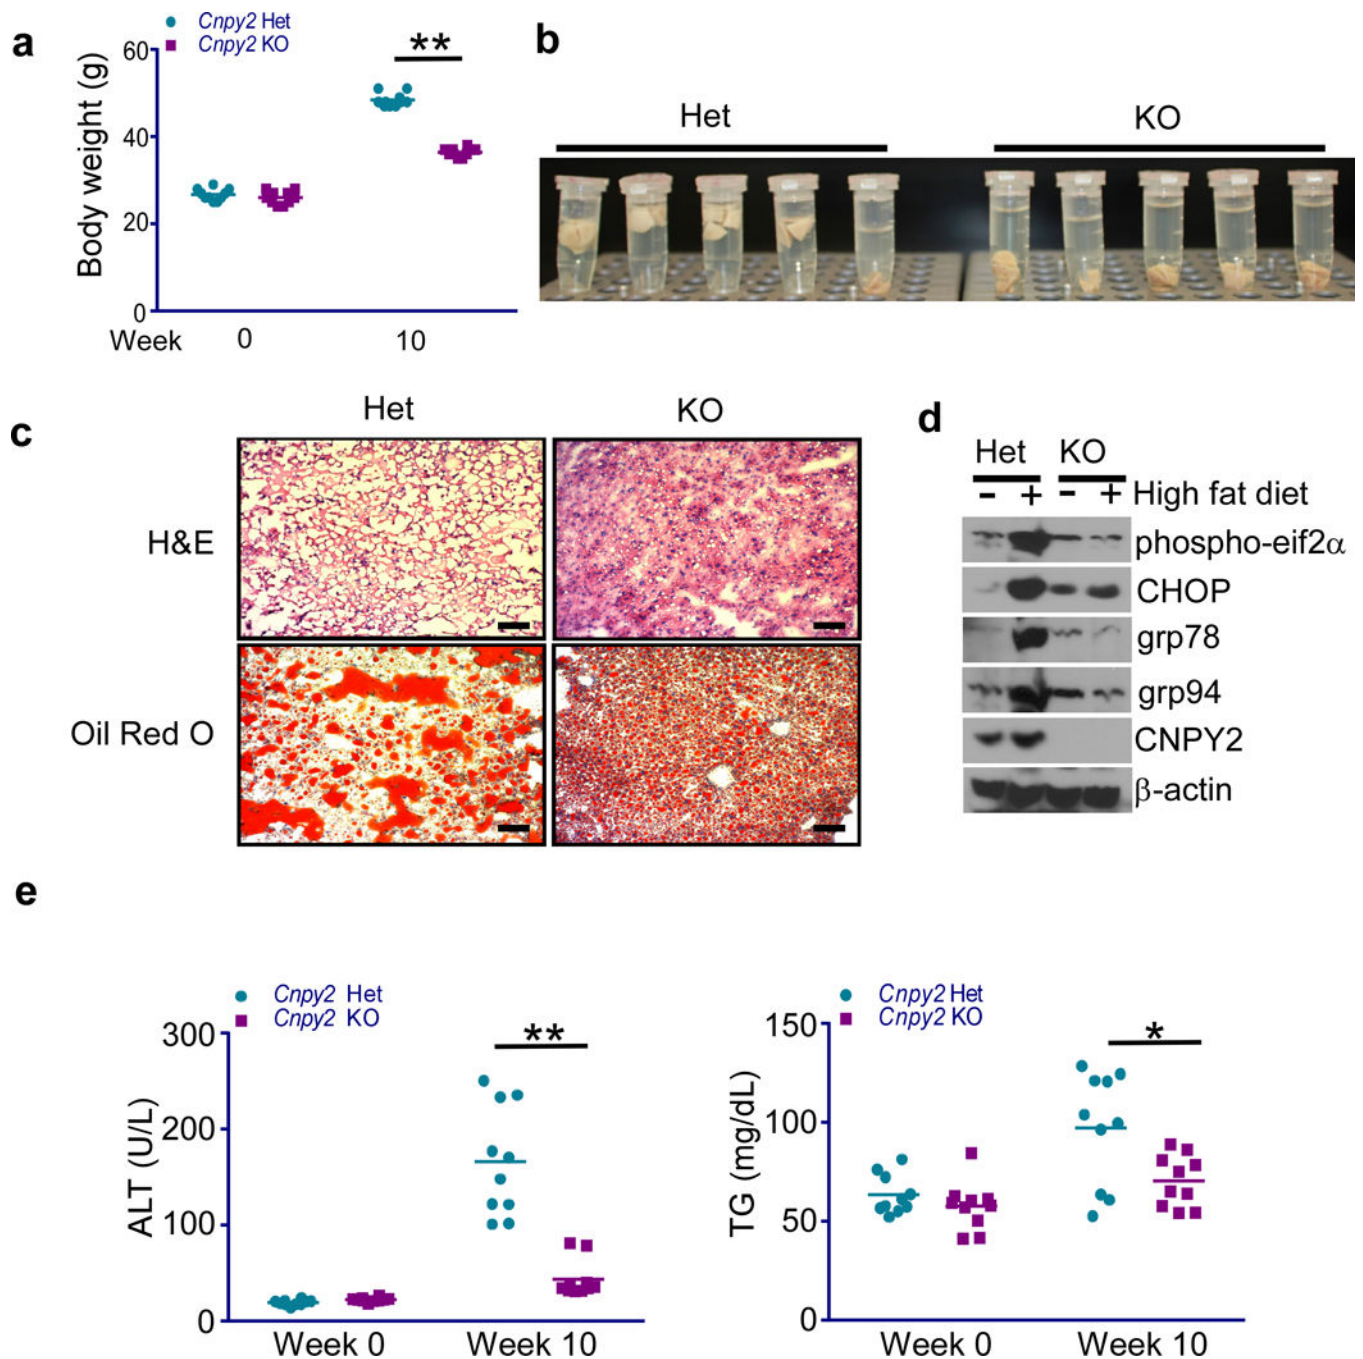 a
Cnpy2 Het
Cnpy2 KO
**
Body weight (g)
60
40
20
0
Week
0
10
b
Het
KO
c
Het
KO
H&E
Oil Red O
d
Het KO
- + - + High fat diet
phospho-eif2α
CHOP
grp78
grp94
CNPY2
β-actin
e
Cnpy2 Het
Cnpy2 KO
**
ALT (U/L)
300
200
100
0
Week 0
Week 10
Cnpy2 Het
Cnpy2 KO
*
TG (mg/dL)
150
100
50
0
Week 0
Week 10